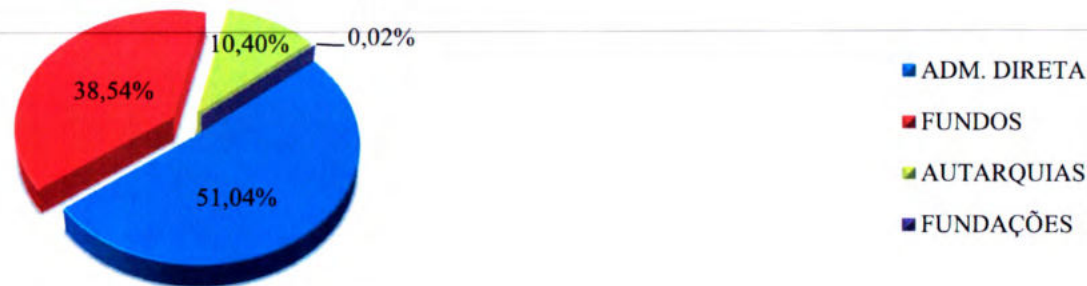 10,40%
0,02%
38,54%
51,04%
ADM. DIRETA
FUNDOS
AUTARQUIAS
FUNDAÇÕES